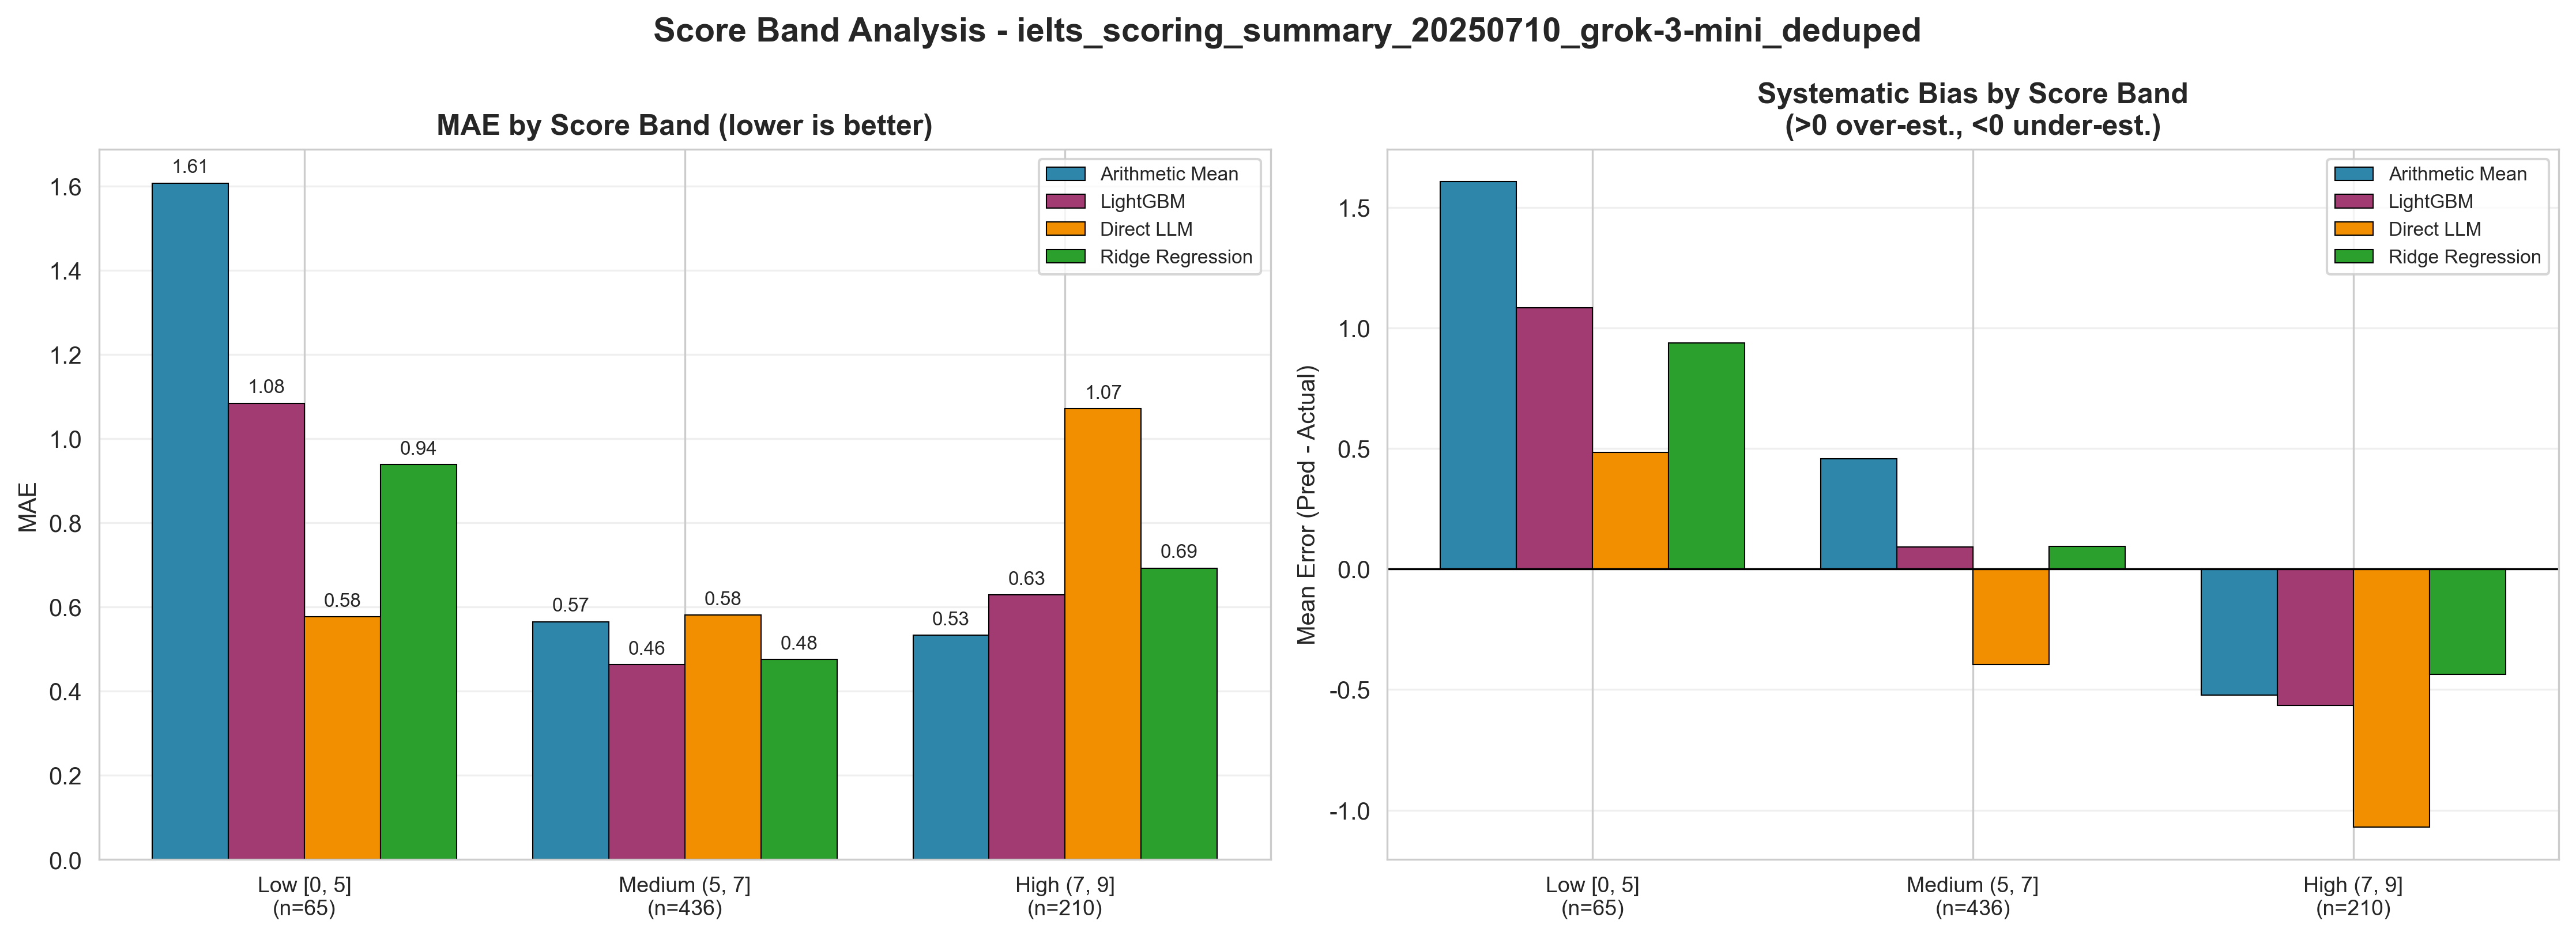 Score Band Analysis - ielts_scoring_summary_20250710_grok-3-mini_deduped
MAE by Score Band (lower is better)
1.61
1.08
0.58
0.94
0.57
0.46
0.58
0.48
0.53
0.63
1.07
0.69
Arithmetic Mean
LightGBM
Direct LLM
Ridge Regression
MAE
1.6
1.4
1.2
1.0
0.8
0.6
0.4
0.2
0.0
Low [0, 5]
(n=65)
Medium (5, 7]
(n=436)
High (7, 9]
(n=210)
Systematic Bias by Score Band
(>0 over-est., <0 under-est.)
Arithmetic Mean
LightGBM
Direct LLM
Ridge Regression
Mean Error (Pred - Actual)
1.5
1.0
0.5
0.0
-0.5
-1.0
Low [0, 5]
(n=65)
Medium (5, 7]
(n=436)
High (7, 9]
(n=210)